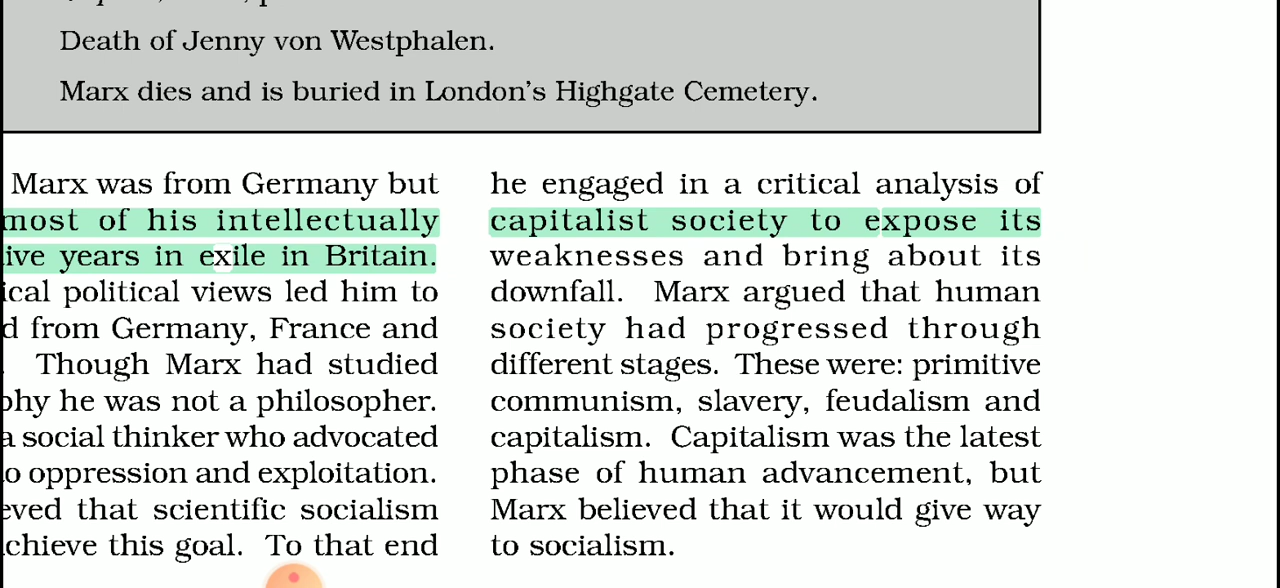 Death of Jenny von Westphalen.
Marx dies and is buried in London's Highgate Cemetery.
Marx was from Germany but
most of his intellectually
years in exile in Britain.
political views led him to
from Germany, France and
Though Marx had studied
he was not a philosopher.
a social thinker who advocated
oppression and exploitation.
that scientific socialism
this goal. To that end
he engaged in a critical analysis of
capitalist society to expose its
weaknesses and bring about its
downfall. Marx argued that human
society had progressed through
different stages. These were: primitive
communism, slavery, feudalism and
capitalism. Capitalism was the latest
phase of human advancement, but
Marx believed that it would give way
to socialism.